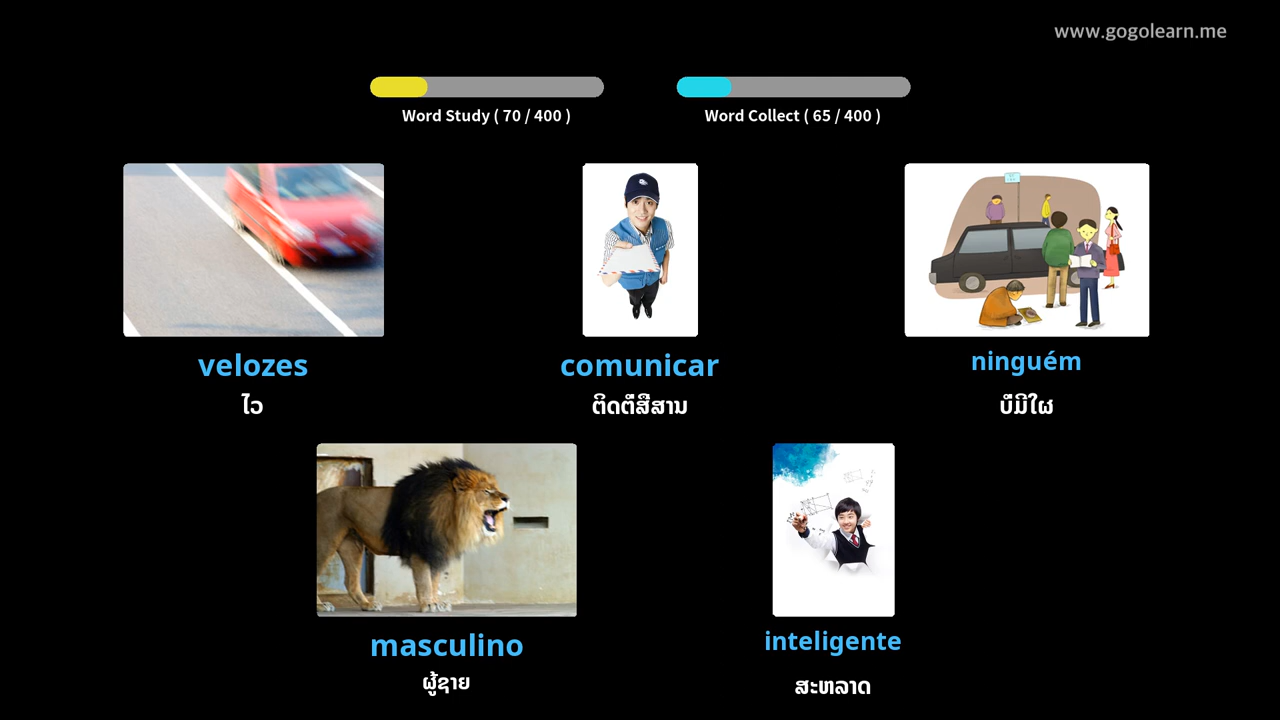 www.gogolearn.me
Word Study ( 70 / 400 )
Word Collect ( 65 / 400 )
velozes
ໄວ
comunicar
ຕິດຕໍ່ສື່ສານ
ninguém
ບໍ່ມີໃຜ
masculino
ຜູ້ຊາຍ
inteligente
ສະຫລາດ